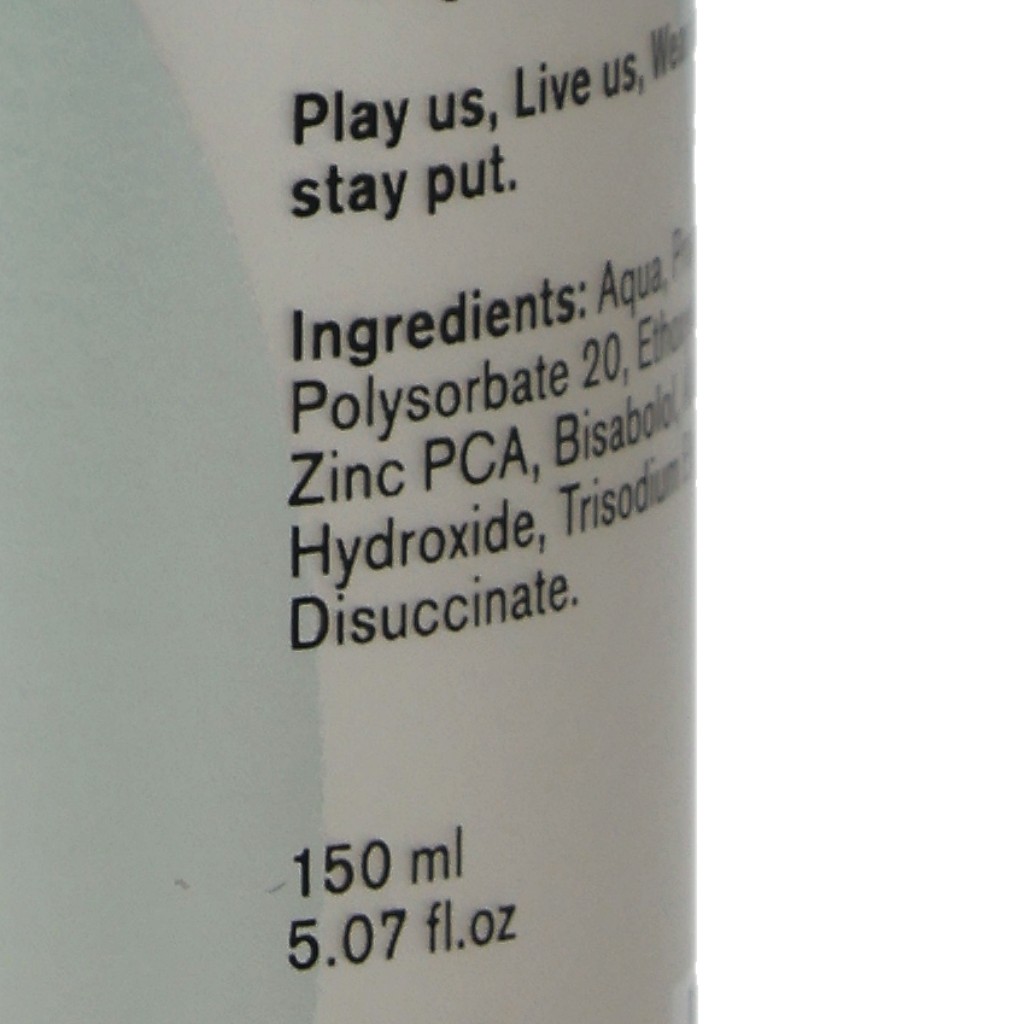 Play us, Live us,
stay put.
Ingredients: Aqua,
Polysorbate 20,
Zinc PCA, Bisabolol,
Hydroxide, Trisodium
Disuccinate.
150 ml
5.07 fl.oz